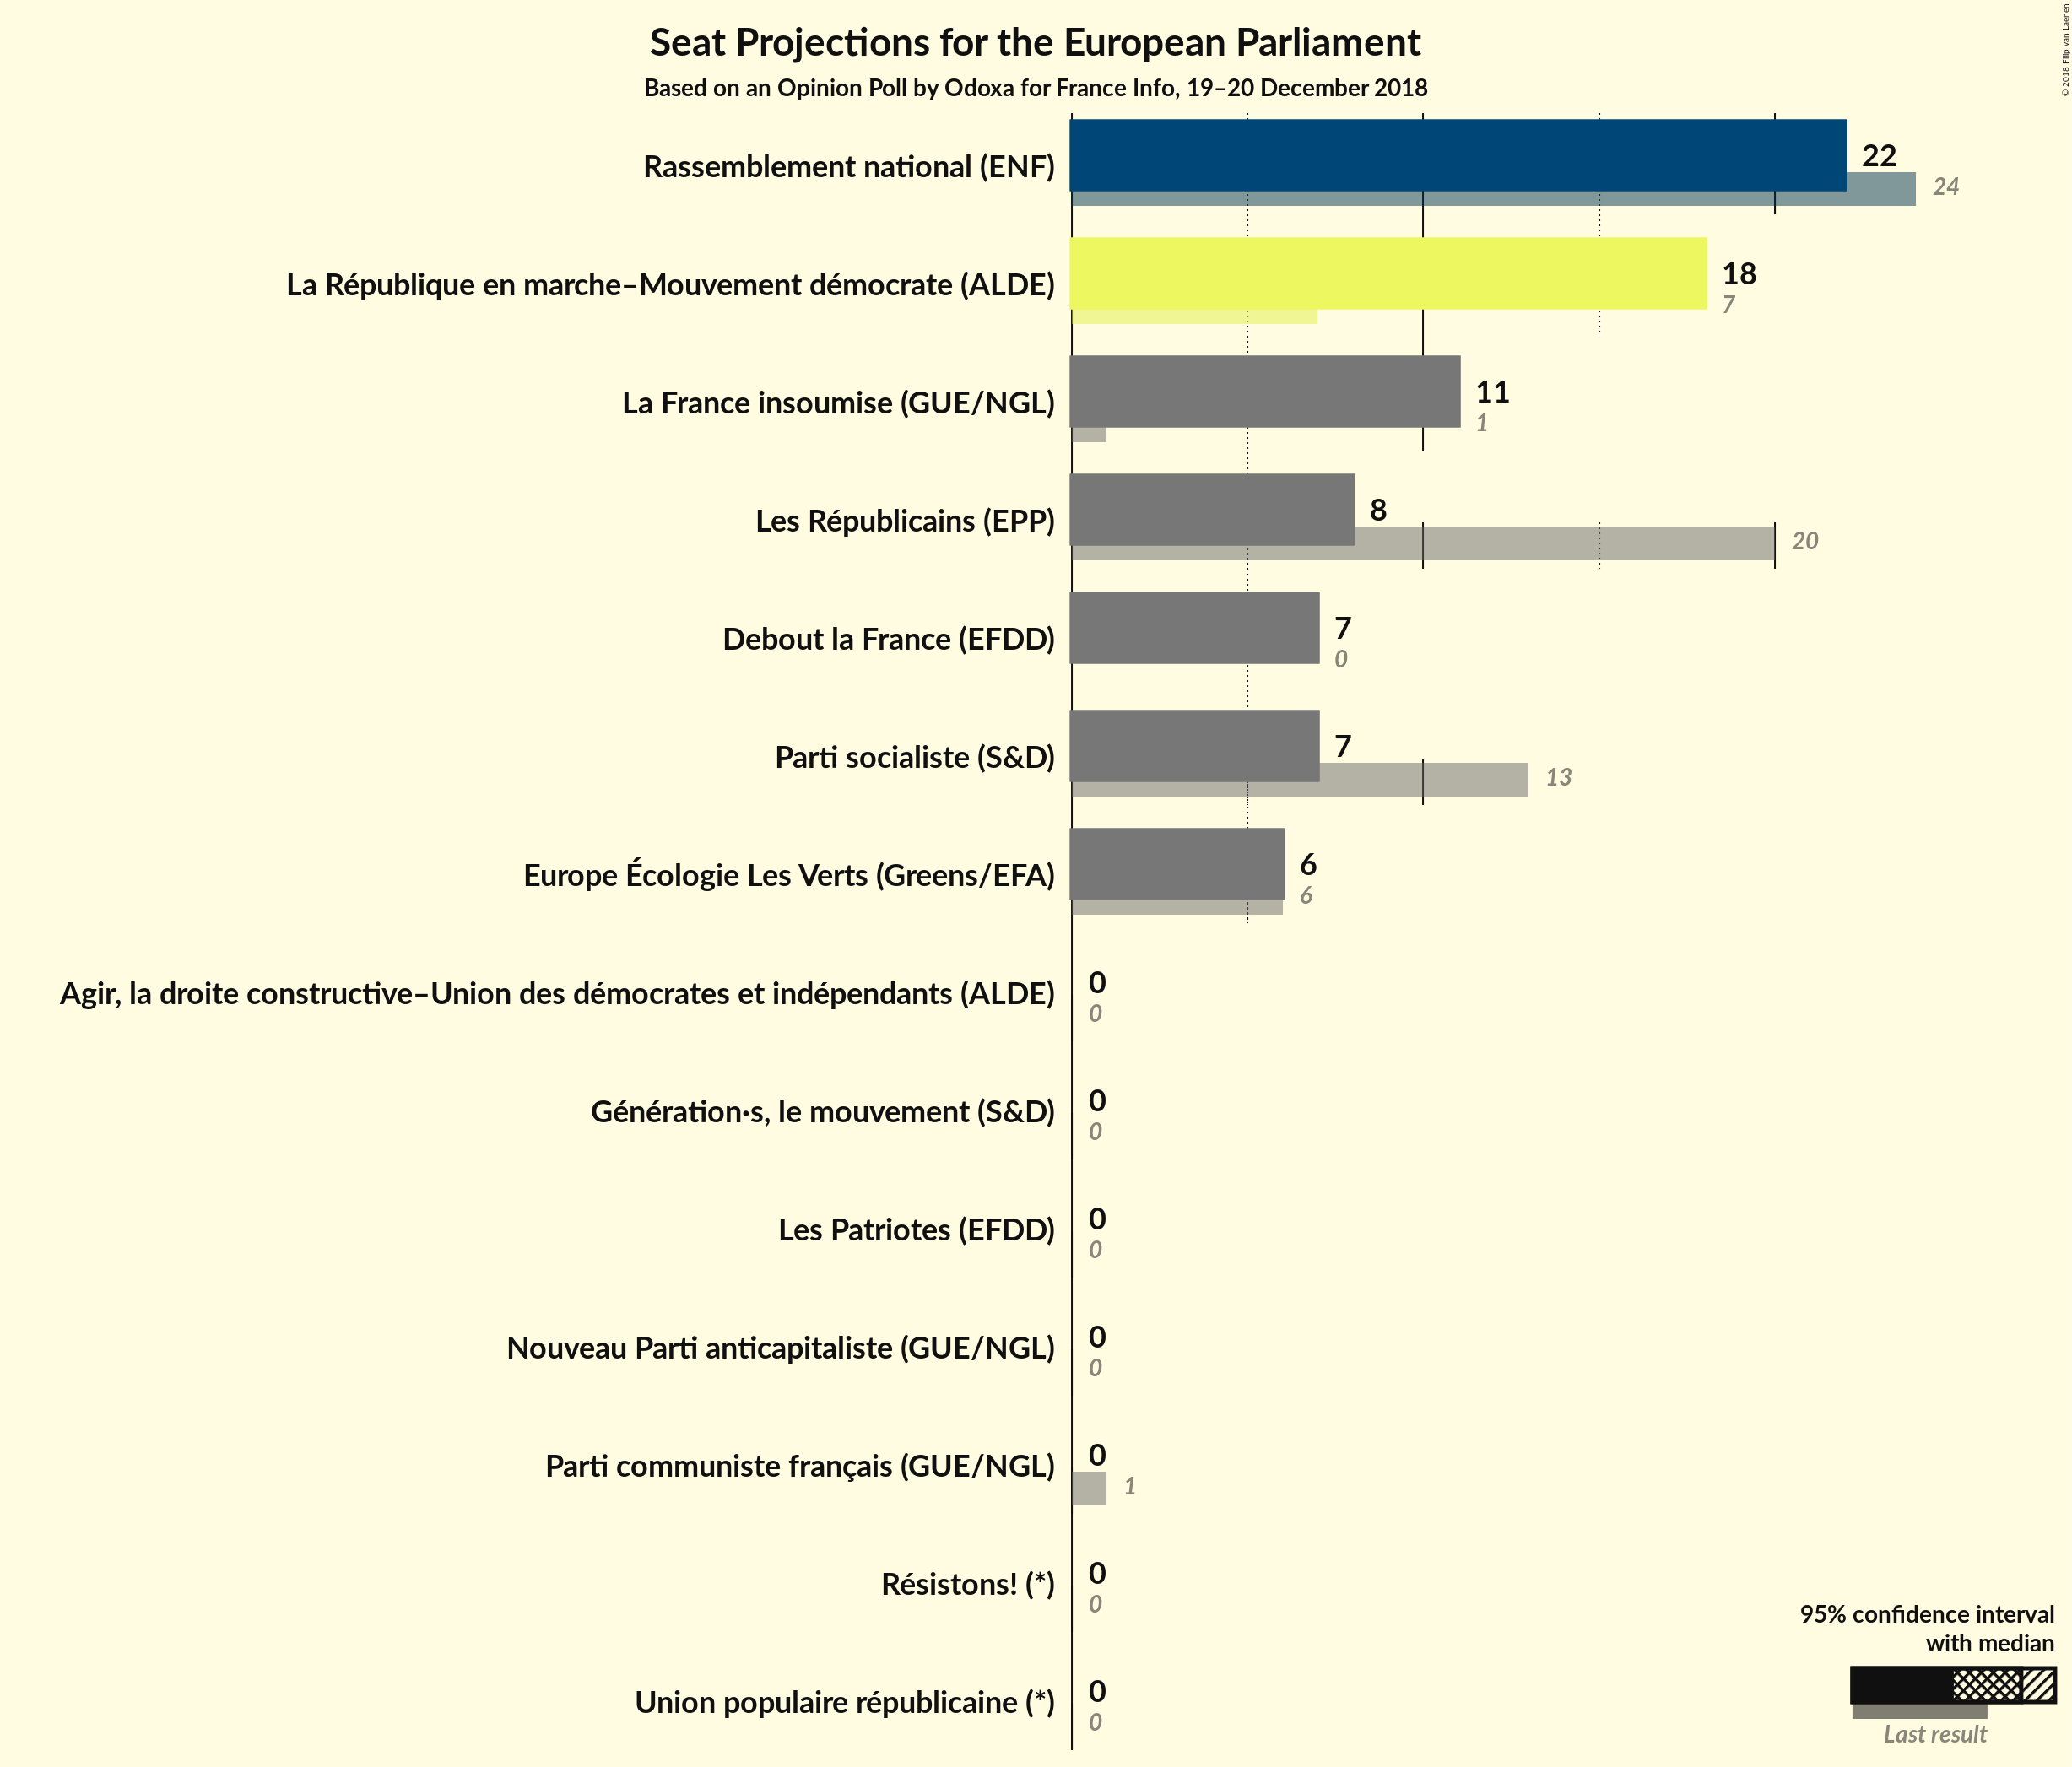 Seat Projections for the European Parliament
Based on an Opinion Poll by Odoxa for France Info, 19–20 December 2018
© 2018 Filip van Laenen
Rassemblement national (ENF)
22
24
La République en marche–Mouvement démocrate (ALDE)
18
7
La France insoumise (GUE/NGL)
11
1
Les Républicains (EPP)
8
20
Debout la France (EFDD)
7
0
Parti socialiste (S&D)
7
13
Europe Écologie Les Verts (Greens/EFA)
6
6
Agir, la droite constructive–Union des démocrates et indépendants (ALDE)
0
0
Génération·s, le mouvement (S&D)
0
0
Les Patriotes (EFDD)
0
0
Nouveau Parti anticapitaliste (GUE/NGL)
0
0
Parti communiste français (GUE/NGL)
0
1
Résistons! (*)
0
0
Union populaire républicaine (*)
0
0
95% confidence interval
with median
Last result